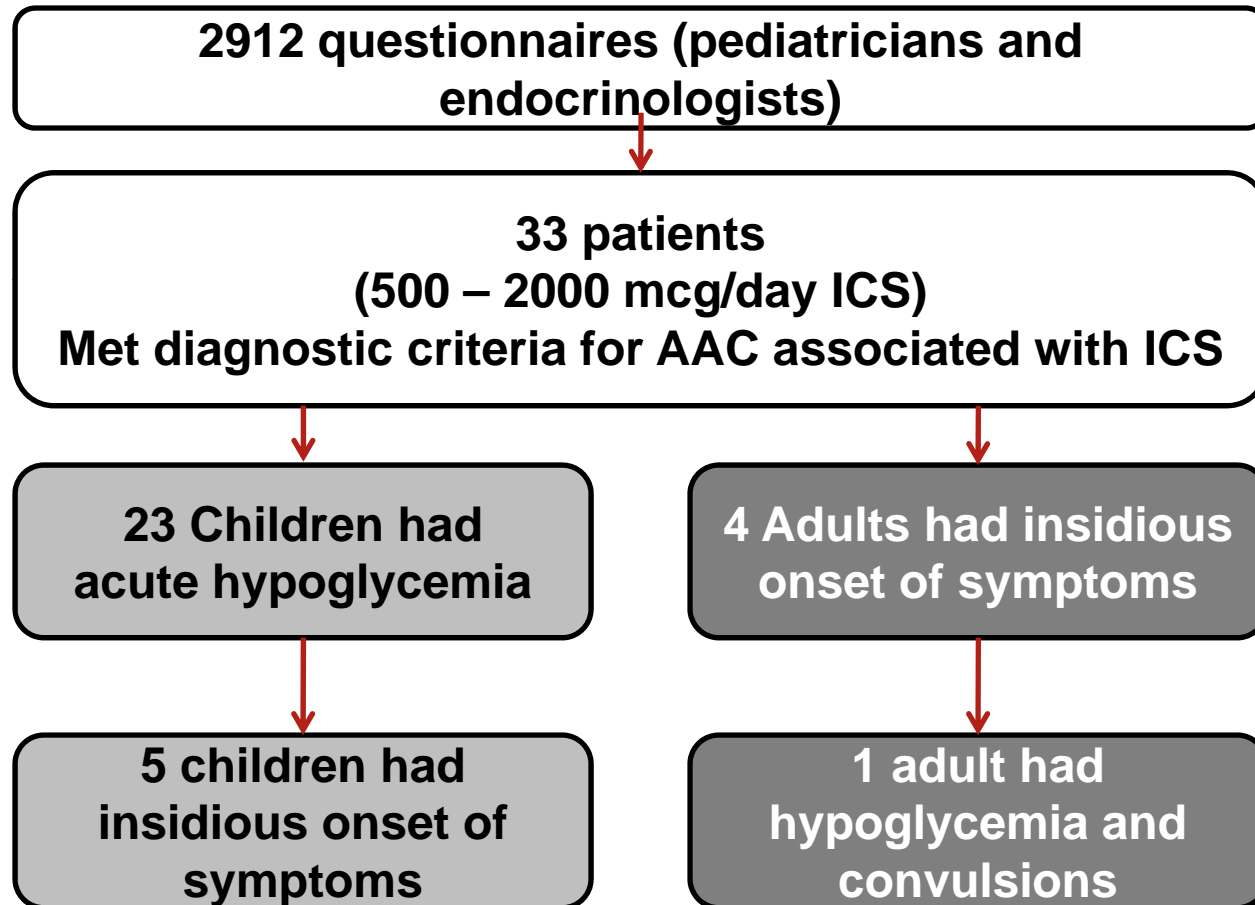 2912 questionnaires (pediatricians and
endocrinologists)
33 patients
(500 – 2000 mcg/day ICS)
Met diagnostic criteria for AAC associated with ICS
23 Children had
acute hypoglycemia
4 Adults had insidious
onset of symptoms
5 children had
insidious onset of
symptoms
1 adult had
hypoglycemia and
convulsions